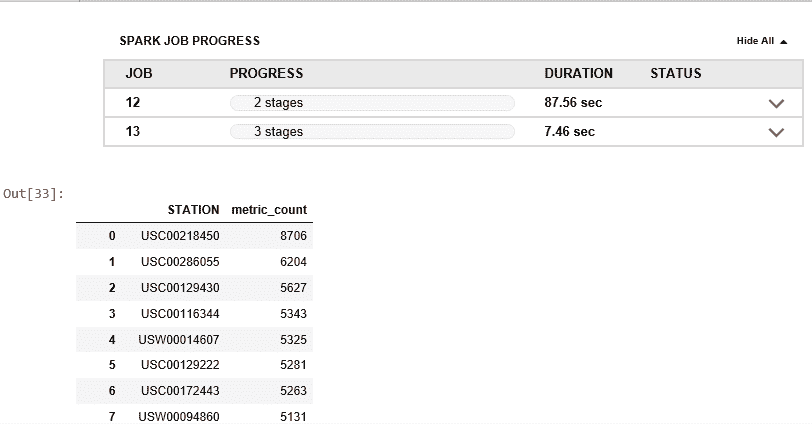 SPARK JOB PROGRESS Hide All
JOB PROGRESS DURATION STATUS
12 2 stages 87.56 sec
13 3 stages 7.46 sec
Out[33]:
STATION metric_count
0 USC00218450 8706
1 USC00286055 6204
2 USC00129430 5627
3 USC00116344 5343
4 USW00014607 5325
5 USC00129222 5281
6 USC00172443 5263
7 USW00094860 5131